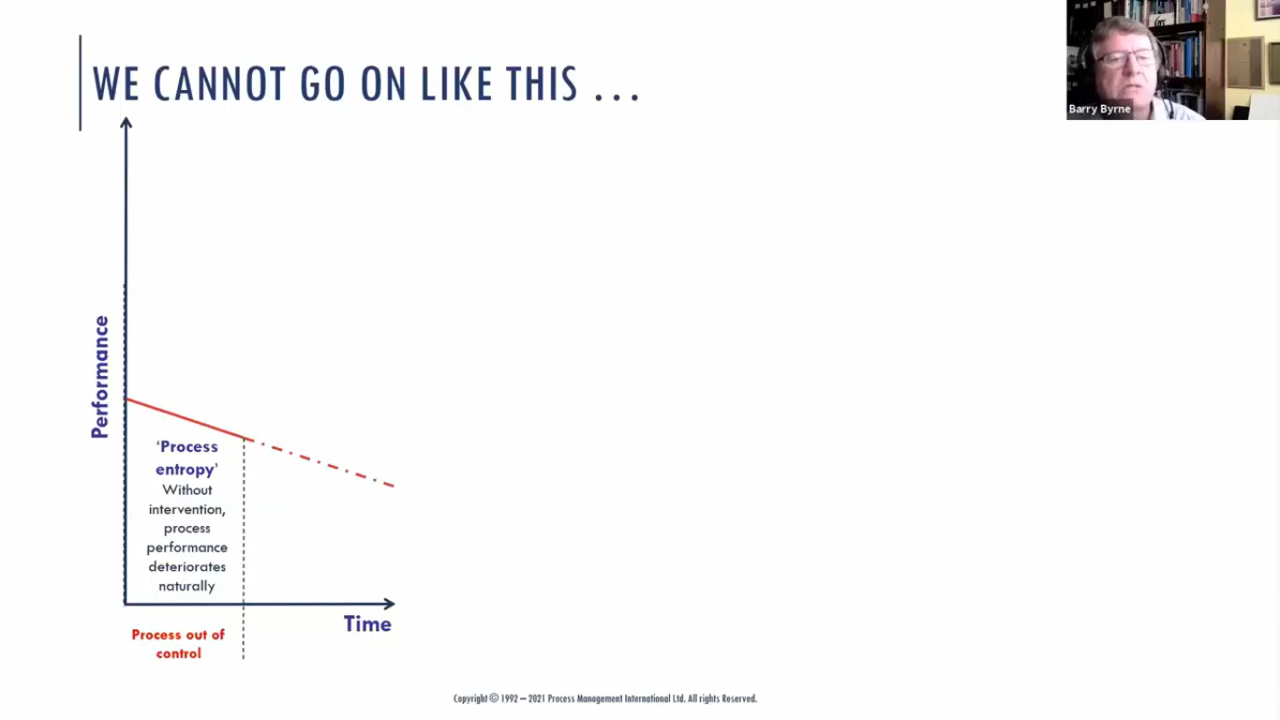 WE CANNOT GO ON LIKE THIS ...
Barry Byrne
Performance
‘Process
entropy’
Without
intervention,
process
performance
deteriorates
naturally
Time
Process out of
control
Copyright © 1992 – 2021 Process Management International Ltd. All rights Reserved.